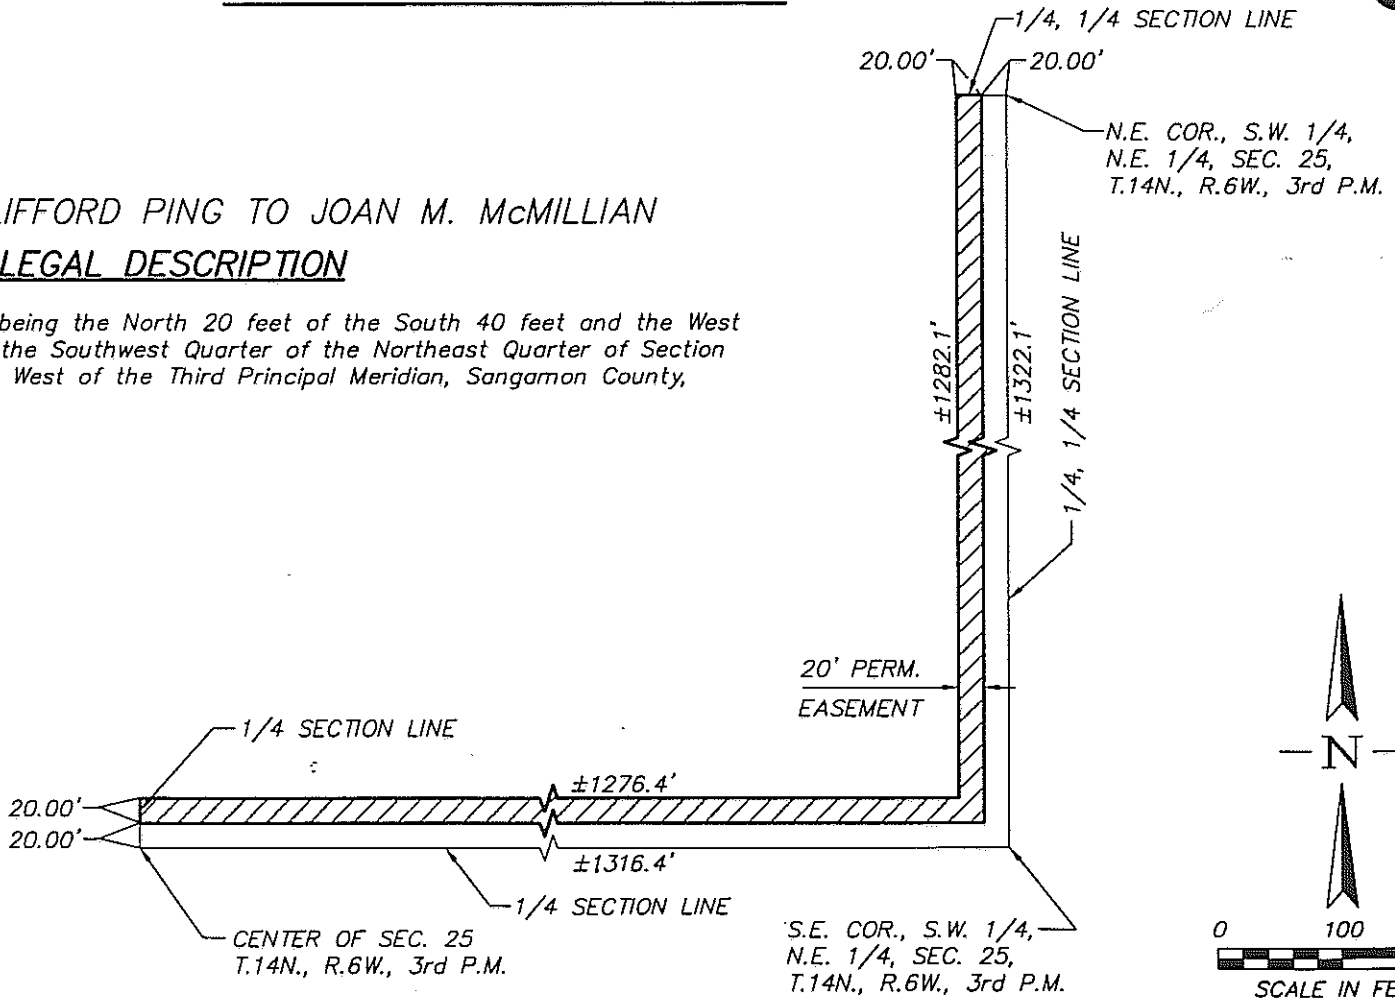 1/4, 1/4 SECTION LINE
20.00'
20.00'
N.E. COR., S.W. 1/4,
N.E. 1/4, SEC. 25,
T.14N., R.6W., 3rd P.M.
IFFORD PING TO JOAN M. McMILLIAN
LEGAL DESCRIPTION
being the North 20 feet of the South 40 feet and the West
the Southwest Quarter of the Northeast Quarter of Section
West of the Third Principal Meridian, Sangamon County,
±1282.1'
±1322.1'
1/4, 1/4 SECTION LINE
20' PERM.
EASEMENT
1/4 SECTION LINE
±1276.4'
20.00'
20.00'
±1316.4'
1/4 SECTION LINE
CENTER OF SEC. 25
T.14N., R.6W., 3rd P.M.
S.E. COR., S.W. 1/4,
N.E. 1/4, SEC. 25,
T.14N., R.6W., 3rd P.M.
N
0 100
SCALE IN FE